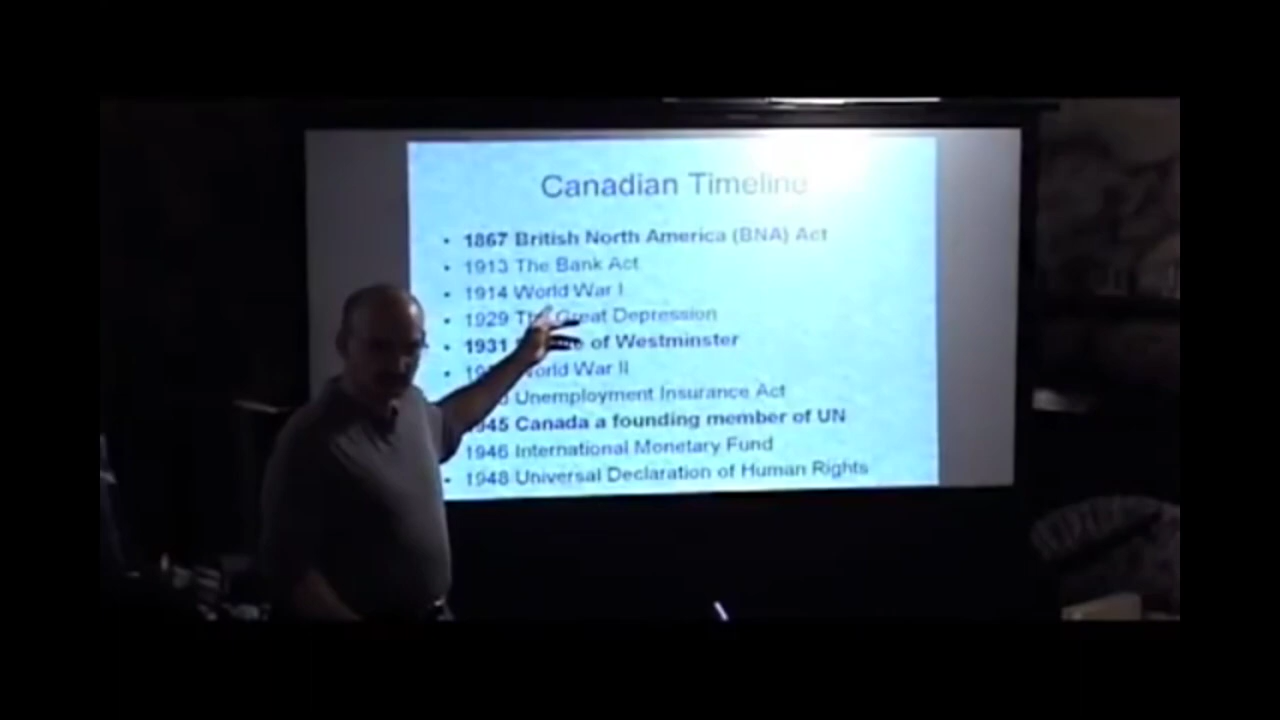 Canadian Timeline
• 1867 British North America (BNA) Act
• 1913 The Bank Act
• 1914 World War I
• 1929 The Great Depression
• 1931 of Westminster
• World War II
Unemployment Insurance Act
1945 Canada a founding member of UN
1946 International Monetary Fund
• 1948 Universal Declaration of Human Rights